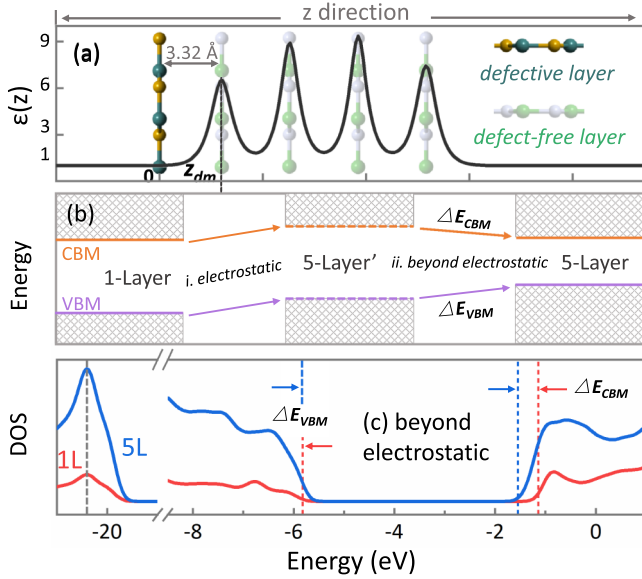 z direction
(a)
3.32 Å
defective layer
defect-free layer
ε(z)
9
6
3
1
0
z_dm
(b)
Energy
CBM
VBM
1-Layer
i. electrostatic
5-Layer’
ii. beyond electrostatic
5-Layer
△E_CBM
△E_VBM
DOS
1L
5L
△E_VBM
(c) beyond
electrostatic
△E_CBM
-20
-8
-6
-4
-2
0
Energy (eV)